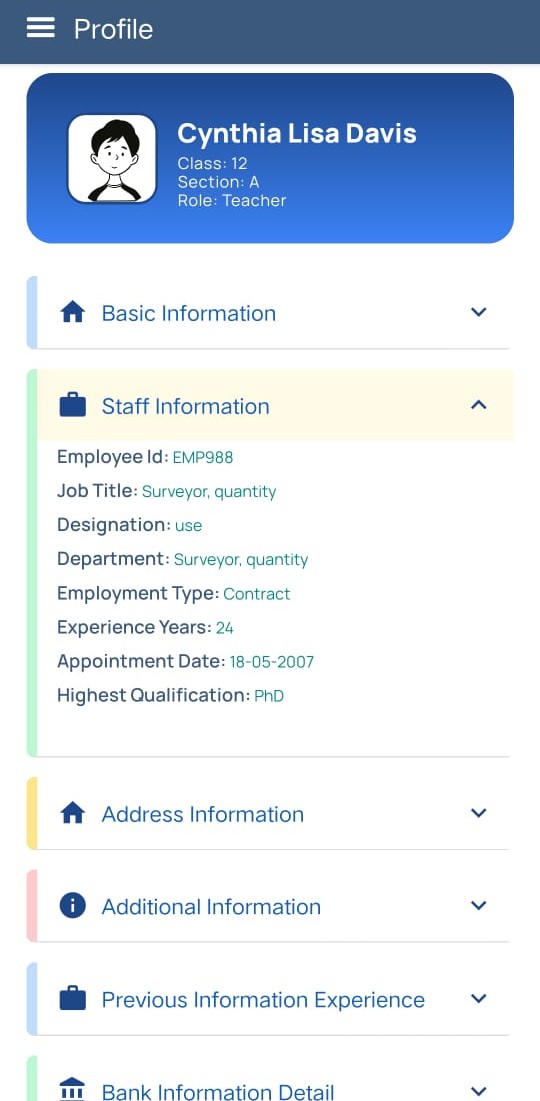 Profile
Cynthia Lisa Davis
Class: 12
Section: A
Role: Teacher
Basic Information
Staff Information
Employee Id: EMP988
Job Title: Surveyor, quantity
Designation: use
Department: Surveyor, quantity
Employment Type: Contract
Experience Years: 24
Appointment Date: 18-05-2007
Highest Qualification: PhD
Address Information
Additional Information
Previous Information Experience
Bank Information Detail